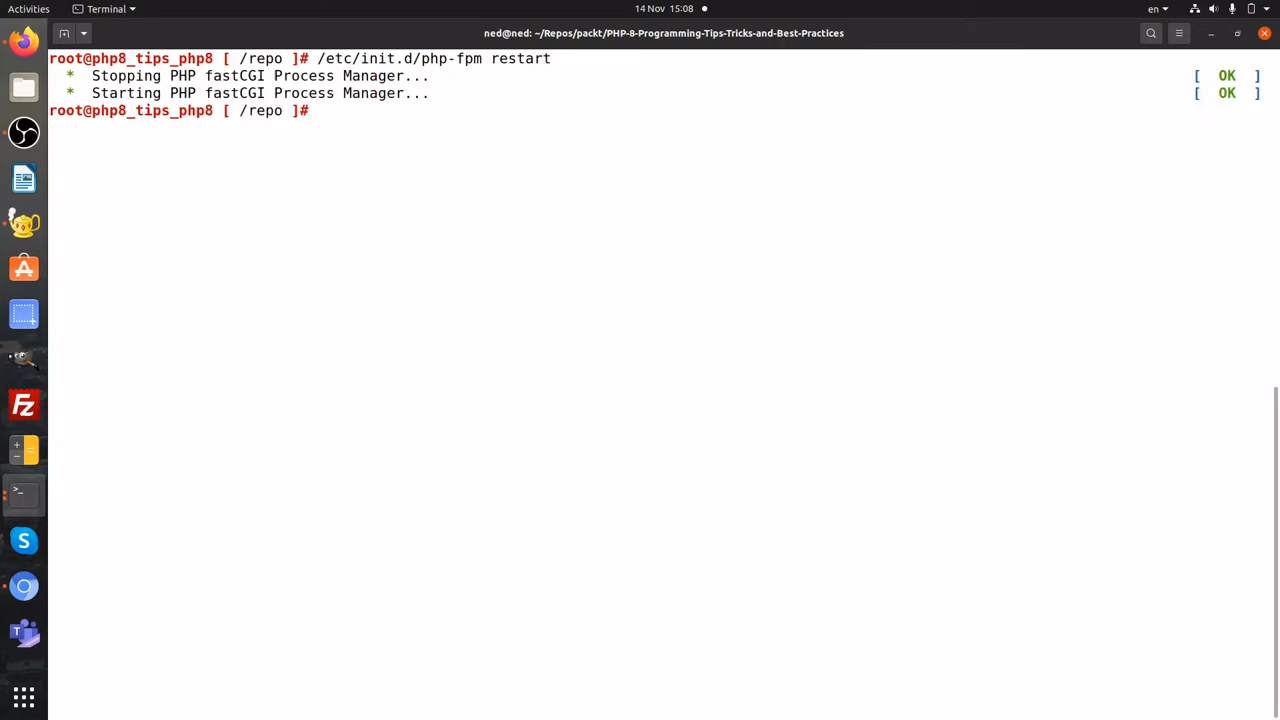 Activities Terminal 14 Nov 15:08 en
ned@ned: ~/Repos/packt/PHP-8-Programming-Tips-Tricks-and-Best-Practices
root@php8_tips_php8 [ /repo ]# /etc/init.d/php-fpm restart
* Stopping PHP fastCGI Process Manager... [ OK ]
* Starting PHP fastCGI Process Manager... [ OK ]
root@php8_tips_php8 [ /repo ]#